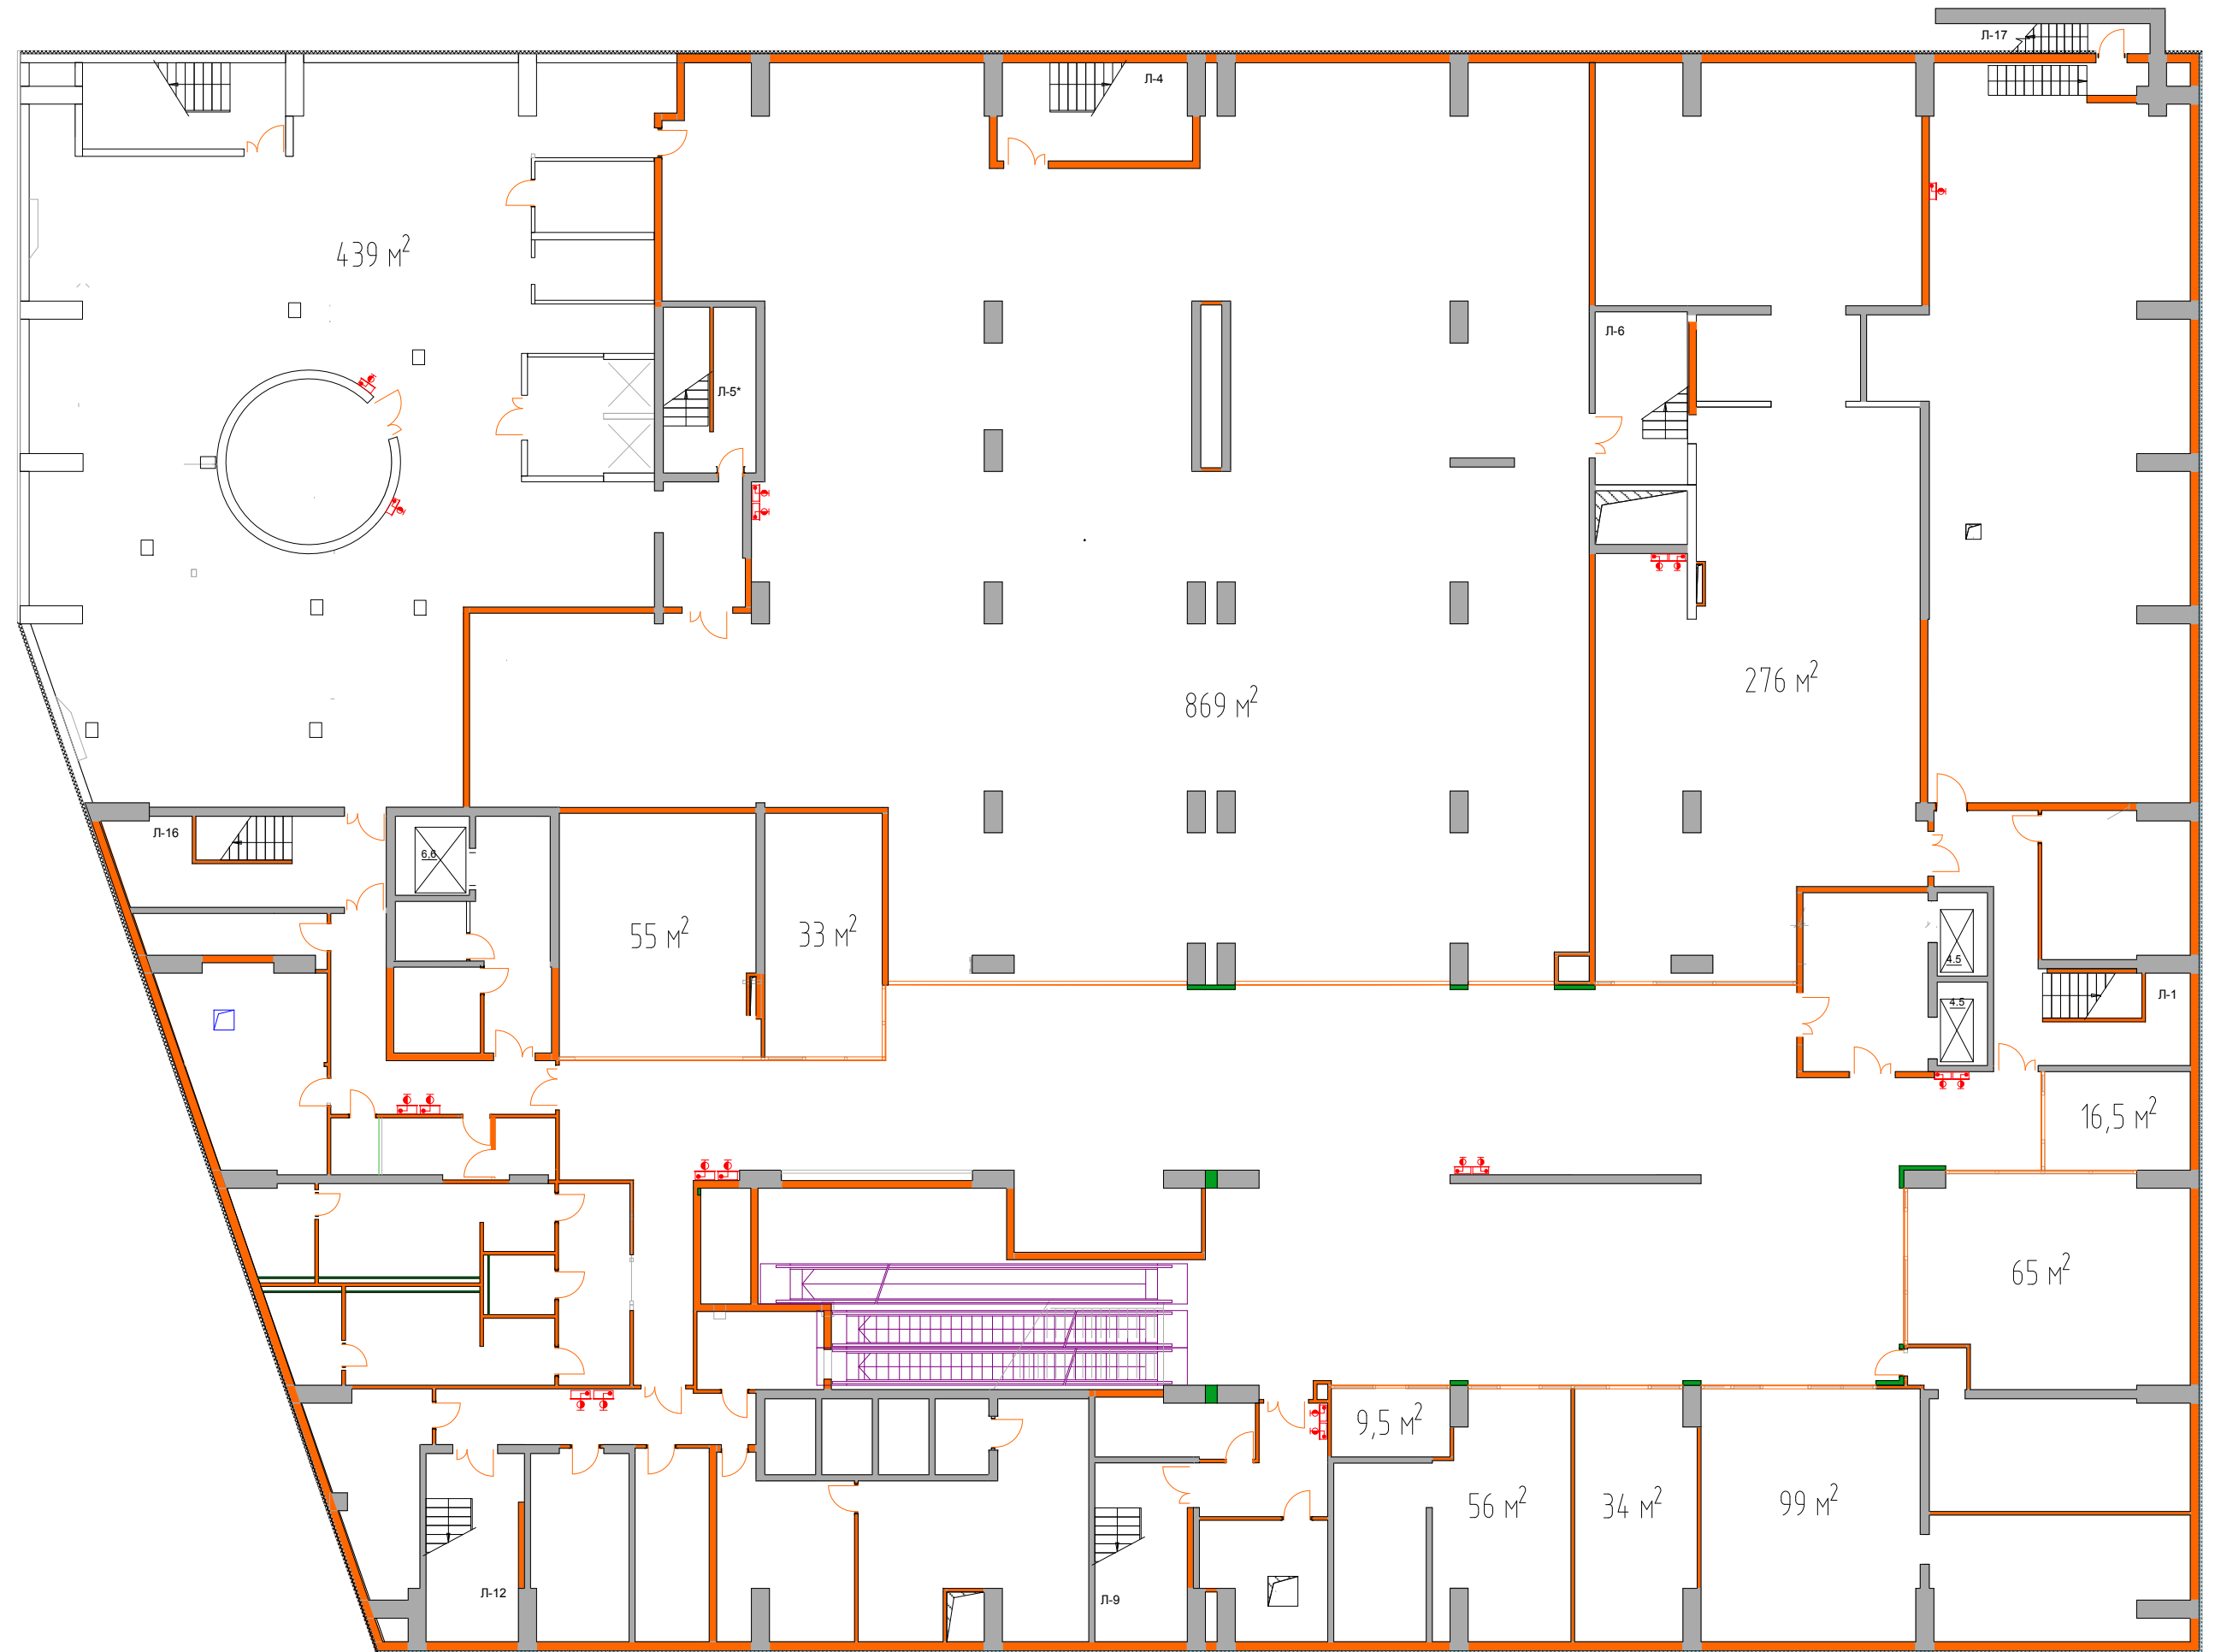 Л-17
Л-4
439 м²
Л-6
Л-5*
276 м²
869 м²
Л-16
6.6
55 м²
33 м²
4.5
Л-1
4.5
16,5 м²
65 м²
9,5 м²
56 м²
34 м²
99 м²
Л-12
Л-9